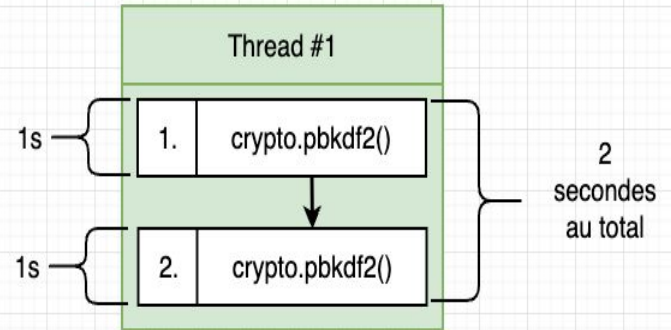 Thread #1
1s
1. crypto.pbkdf2()
2
secondes
au total
1s
2. crypto.pbkdf2()